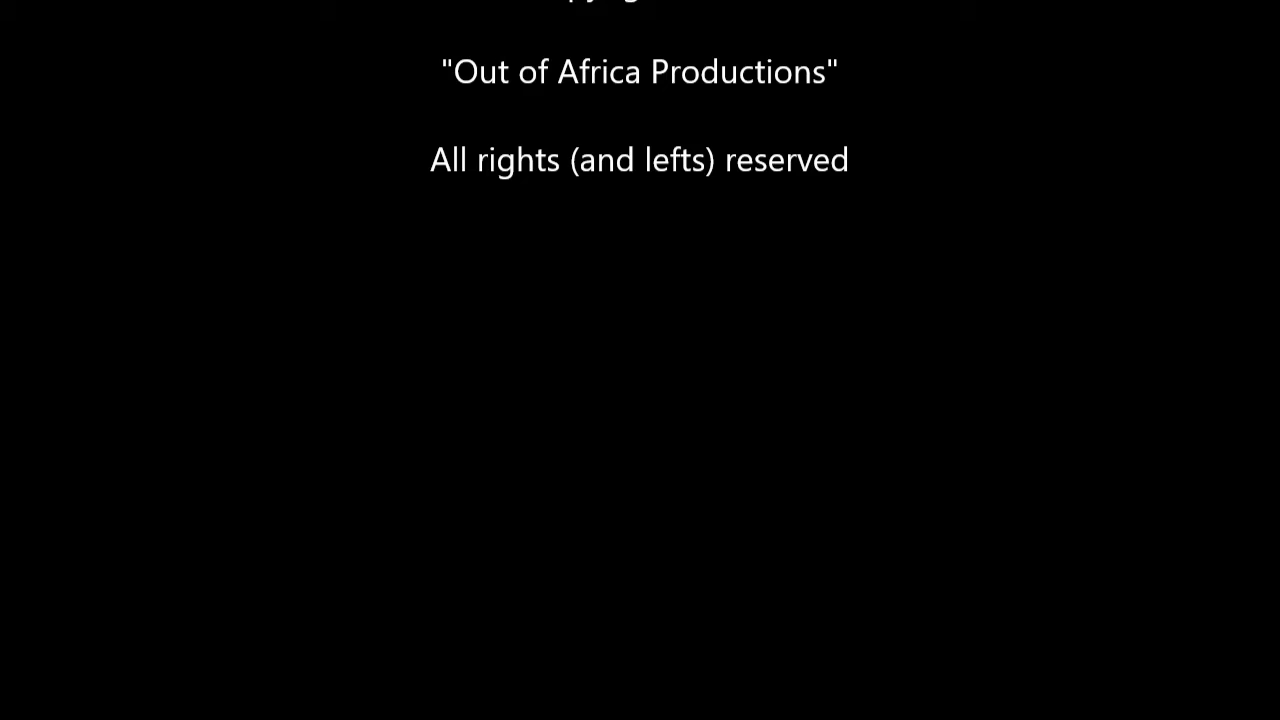 "Out of Africa Productions"
All rights (and lefts) reserved